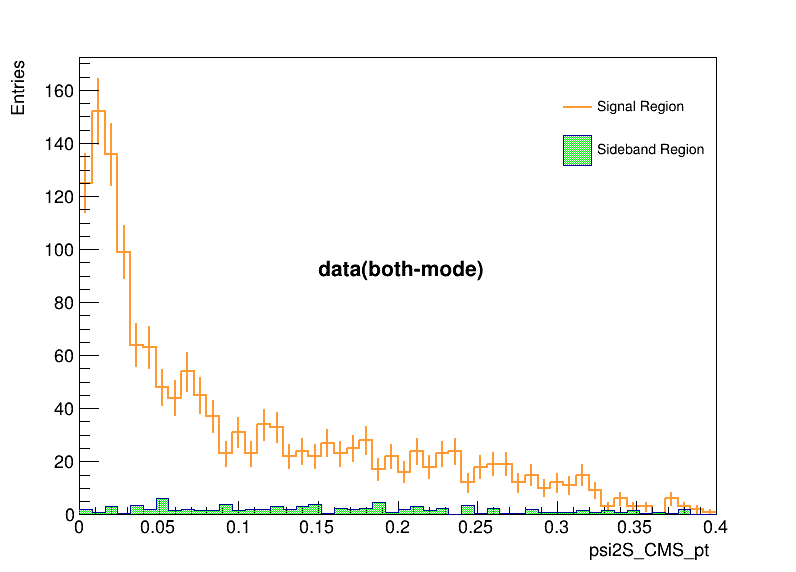 Entries
160
140
120
100
80
60
40
20
0
Signal Region
Sideband Region
data(both-mode)
0 0.05 0.1 0.15 0.2 0.25 0.3 0.35 0.4
psi2S_CMS_pt